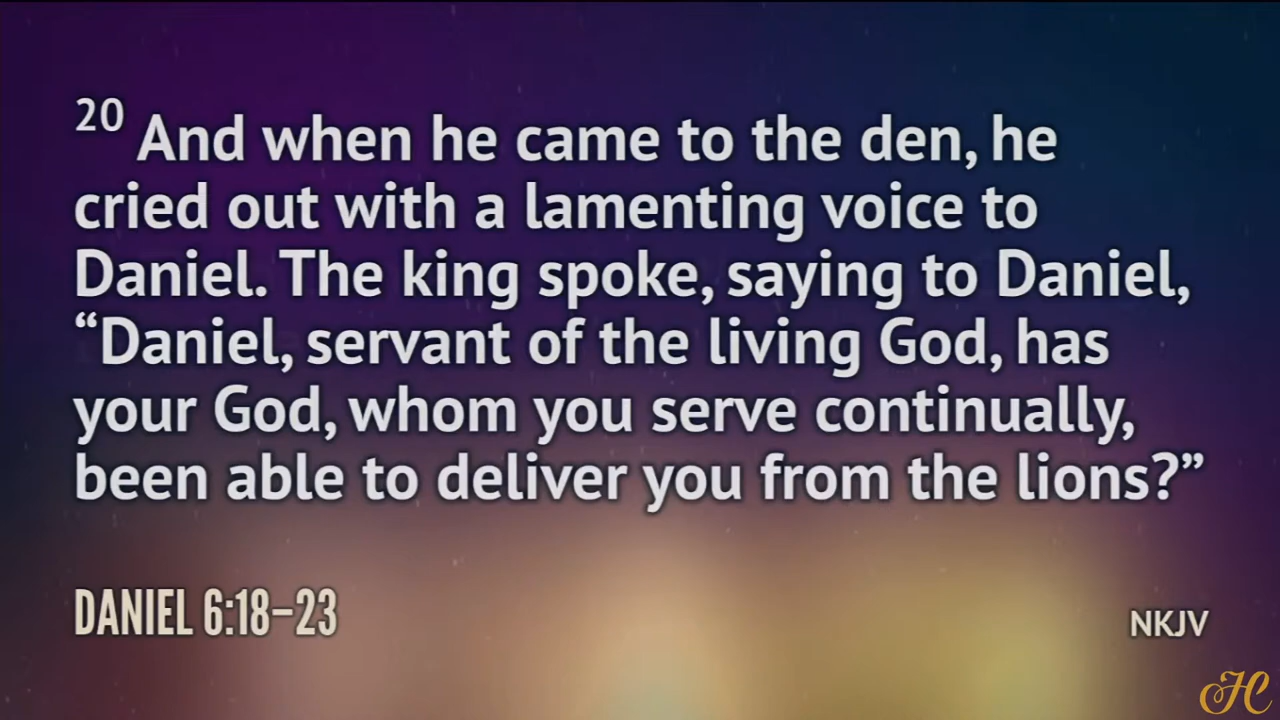 20 And when he came to the den, he
cried out with a lamenting voice to
Daniel. The king spoke, saying to Daniel,
“Daniel, servant of the living God, has
your God, whom you serve continually,
been able to deliver you from the lions?”
DANIEL 6:18–23
NKJV
HC